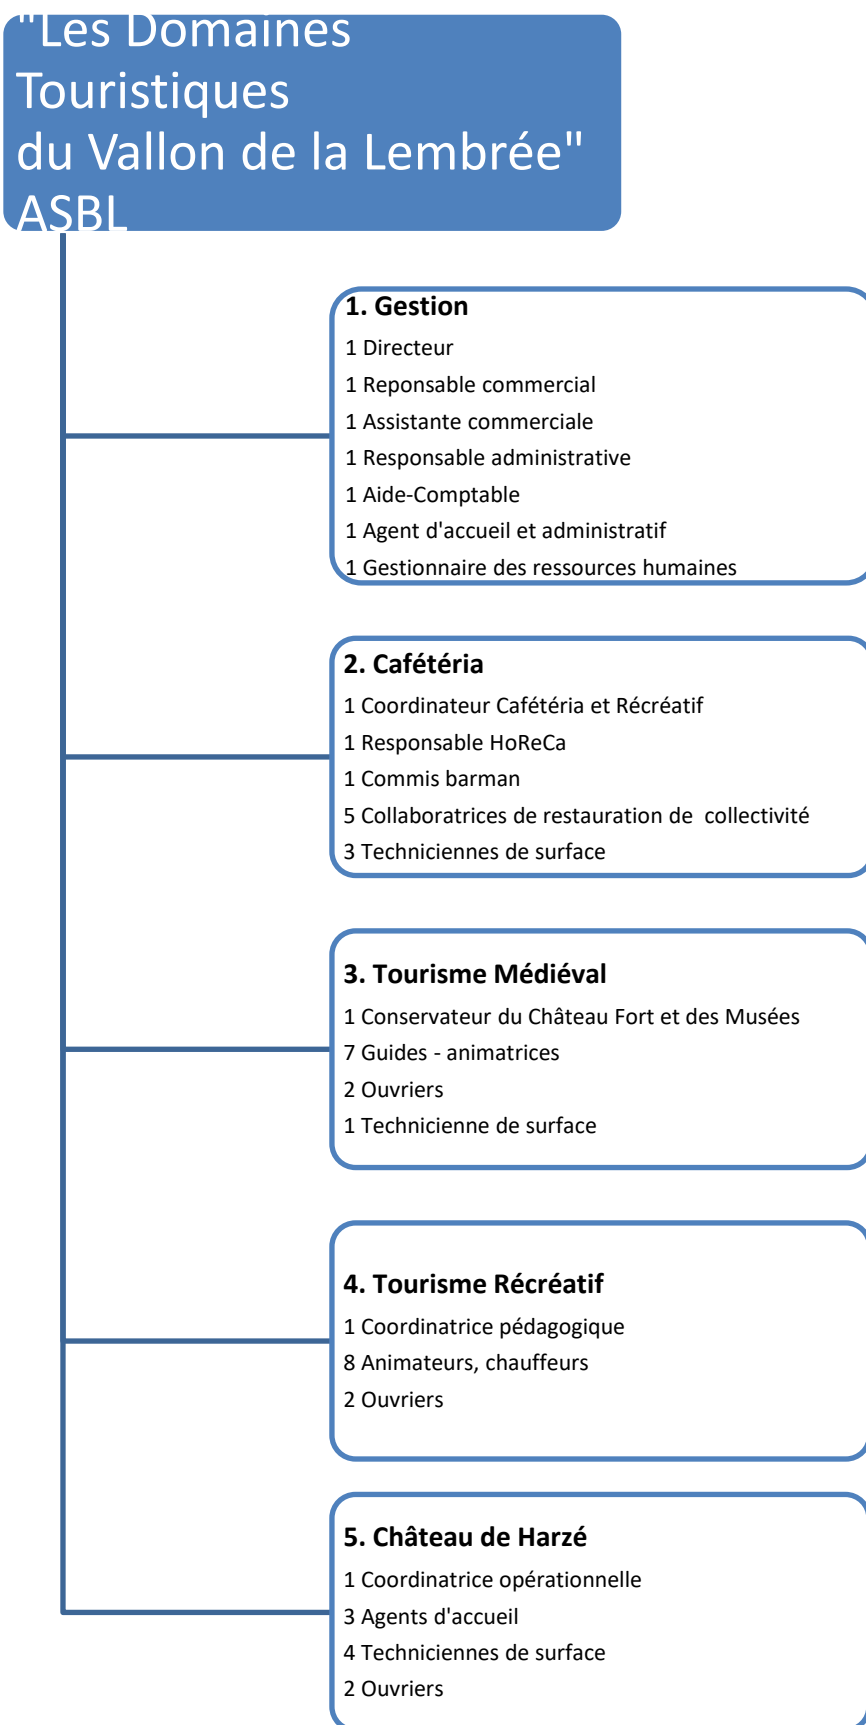 "Les Domaines
Touristiques
du Vallon de la Lembrée"
ASBL
1. Gestion
1 Directeur
1 Reponsable commercial
1 Assistante commerciale
1 Responsable administrative
1 Aide-Comptable
1 Agent d'accueil et administratif
1 Gestionnaire des ressources humaines
2. Cafétéria
1 Coordinateur Cafétéria et Récréatif
1 Responsable HoReCa
1 Commis barman
5 Collaboratrices de restauration de  collectivité
3 Techniciennes de surface
3. Tourisme Médiéval
1 Conservateur du Château Fort et des Musées
7 Guides - animatrices
2 Ouvriers
1 Technicienne de surface
4. Tourisme Récréatif
1 Coordinatrice pédagogique
8 Animateurs, chauffeurs
2 Ouvriers
5. Château de Harzé
1 Coordinatrice opérationnelle
3 Agents d'accueil
4 Techniciennes de surface
2 Ouvriers